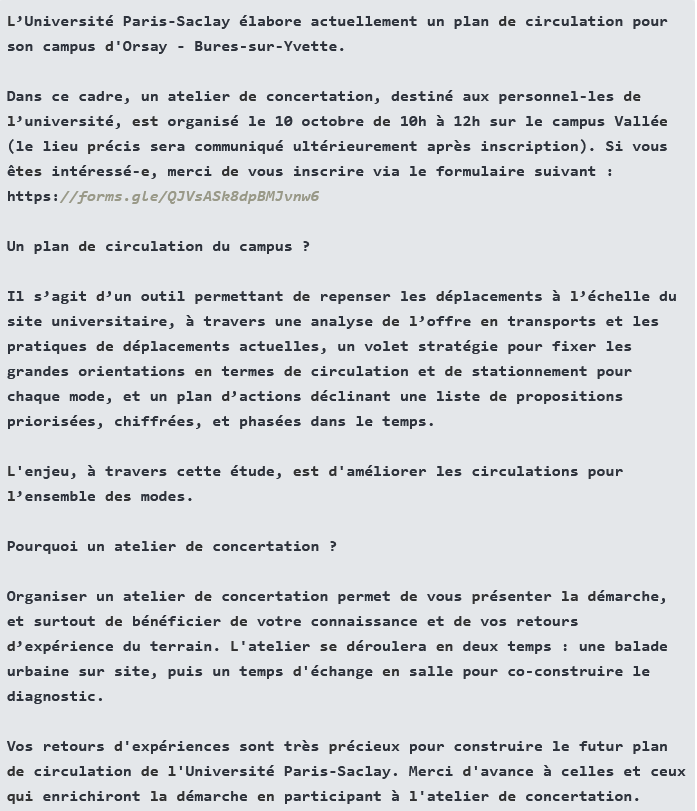 L’Université Paris-Saclay élabore actuellement un plan de circulation pour
son campus d'Orsay - Bures-sur-Yvette.
Dans ce cadre, un atelier de concertation, destiné aux personnel-les de
l’université, est organisé le 10 octobre de 10h à 12h sur le campus Vallée
(le lieu précis sera communiqué ultérieurement après inscription). Si vous
êtes intéressé-e, merci de vous inscrire via le formulaire suivant :
https://forms.gle/QJVsASk8dpBMJvnw6
Un plan de circulation du campus ?
Il s’agit d’un outil permettant de repenser les déplacements à l’échelle du
site universitaire, à travers une analyse de l’offre en transports et les
pratiques de déplacements actuelles, un volet stratégie pour fixer les
grandes orientations en termes de circulation et de stationnement pour
chaque mode, et un plan d’actions déclinant une liste de propositions
priorisées, chiffrées, et phasées dans le temps.
L'enjeu, à travers cette étude, est d'améliorer les circulations pour
l’ensemble des modes.
Pourquoi un atelier de concertation ?
Organiser un atelier de concertation permet de vous présenter la démarche,
et surtout de bénéficier de votre connaissance et de vos retours
d’expérience du terrain. L'atelier se déroulera en deux temps : une balade
urbaine sur site, puis un temps d'échange en salle pour co-construire le
diagnostic.
Vos retours d'expériences sont très précieux pour construire le futur plan
de circulation de l'Université Paris-Saclay. Merci d'avance à celles et ceux
qui enrichiront la démarche en participant à l'atelier de concertation.